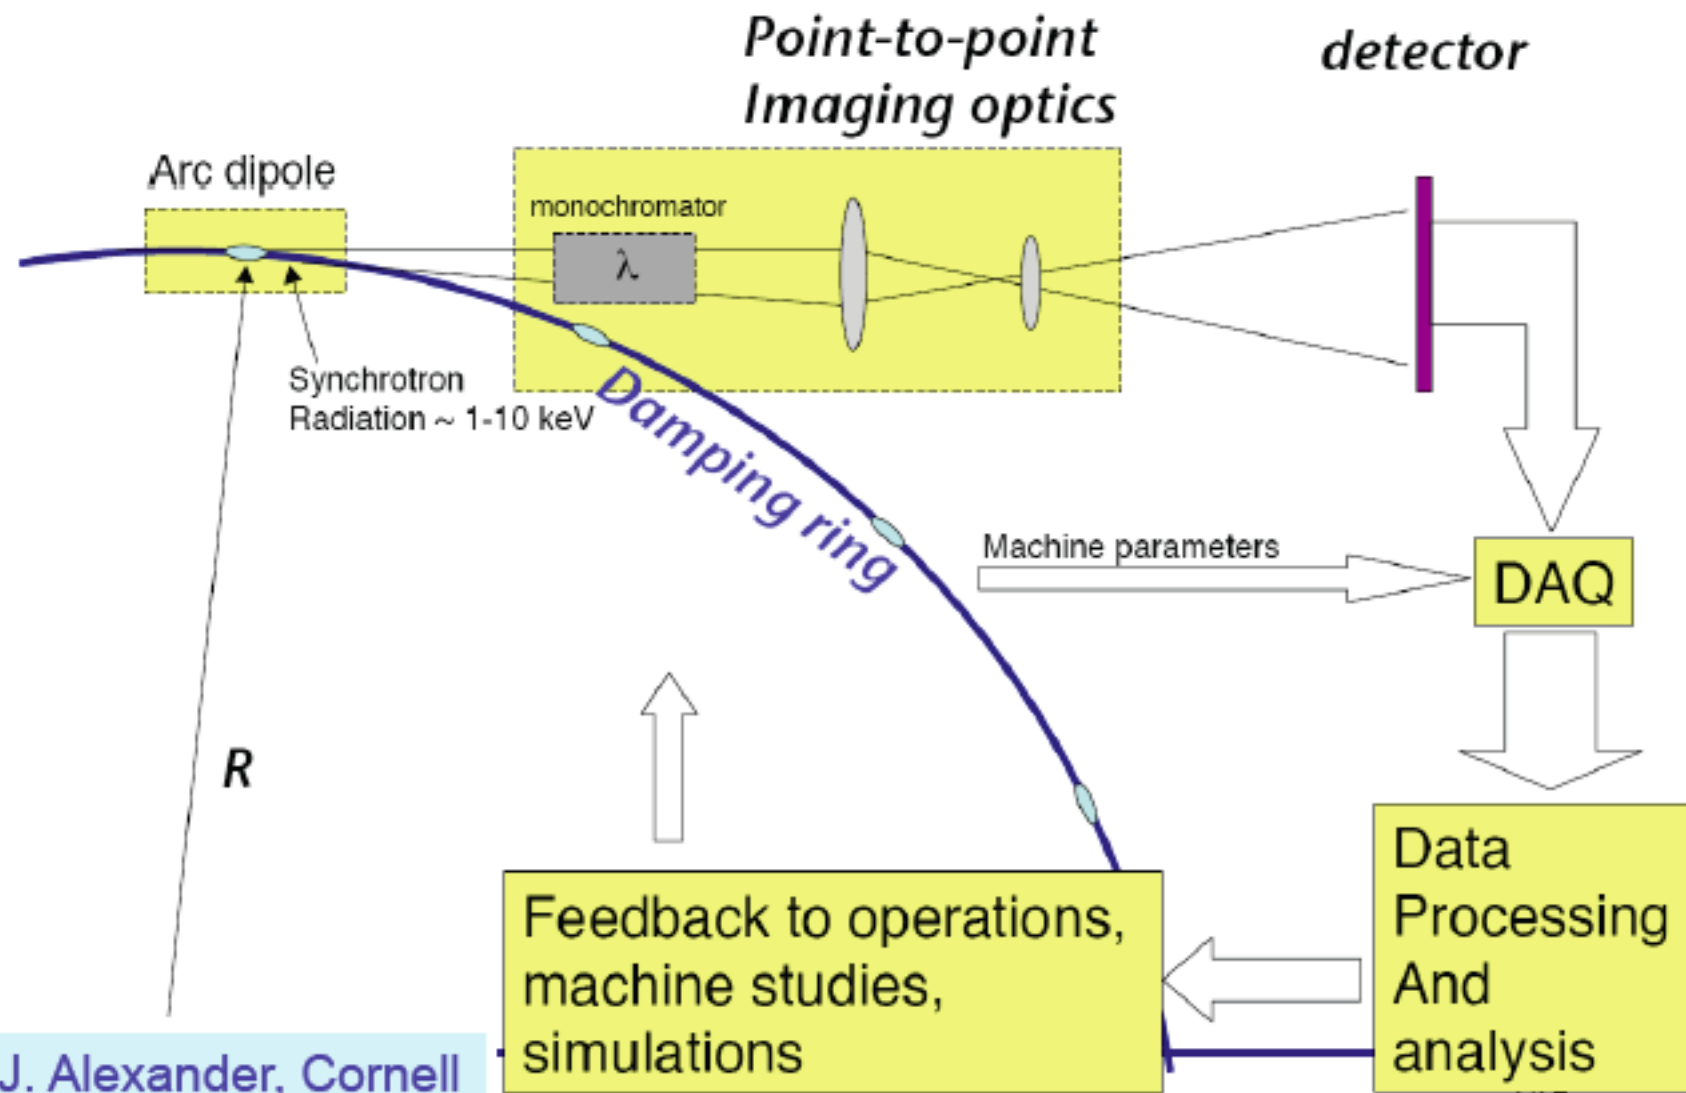 Point-to-point
Imaging optics
detector
Arc dipole
monochromator
λ
Synchrotron
Radiation ~ 1-10 keV
Damping ring
Machine parameters
DAQ
R
Data
Processing
And
analysis
Feedback to operations,
machine studies,
simulations
J. Alexander, Cornell